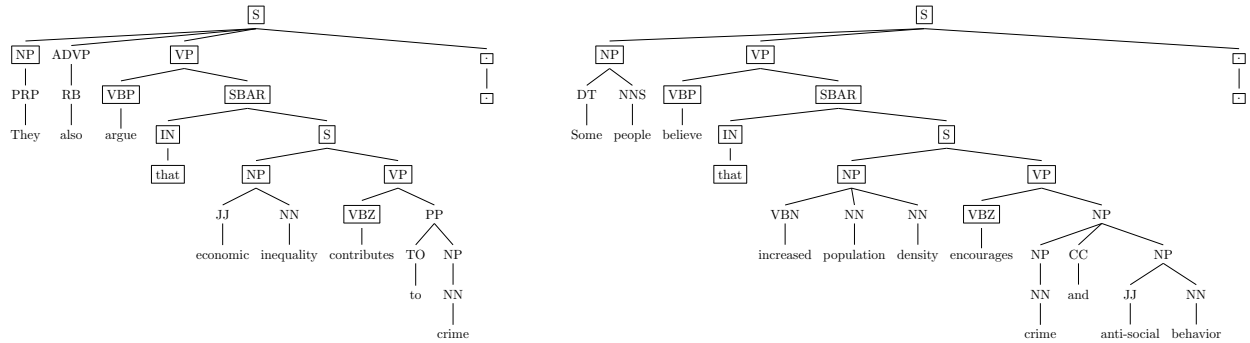 S S
NP ADVP VP . NP VP .
PRP RB VBP SBAR . DT NNS VBP SBAR .
They also argue IN S Some people believe IN S
that NP VP that NP VP
JJ NN VBZ PP VBN NN NN VBZ NP
economic inequality contributes TO NP increased population density encourages NP CC NP
to NN NN and JJ NN
crime crime anti-social behavior